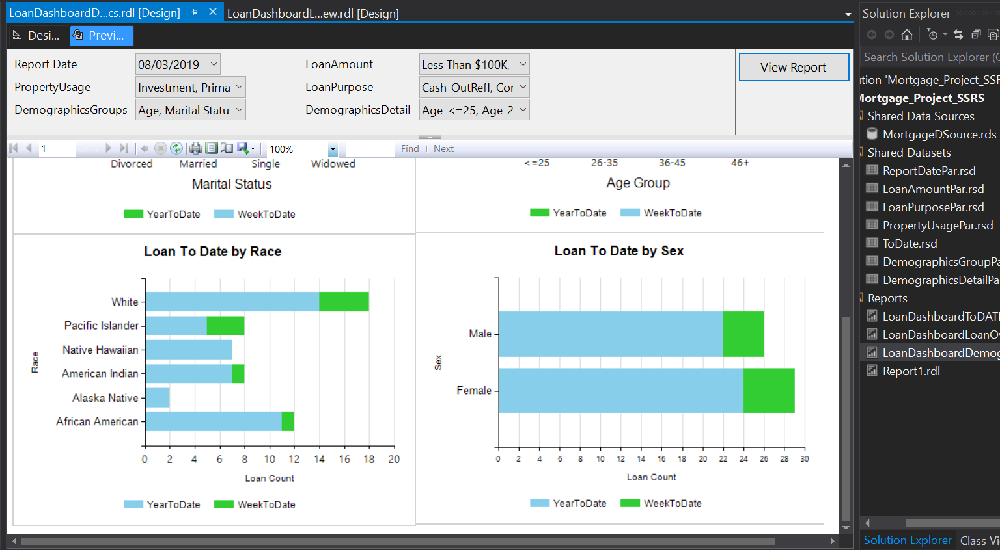 LoanDashboardD...cs.rdl [Design]
LoanDashboardL...ew.rdl [Design]
Desi...
Previ...
Report Date
08/03/2019
LoanAmount
Less Than $100K,
View Report
PropertyUsage
Investment, Prima
LoanPurpose
Cash-OutRefI, Cor
DemographicsGroups
Age, Marital Statu
DemographicsDetail
Age-<=25, Age-2
1
100%
Find
Next
Divorced
Married
Single
Widowed
Marital Status
YearToDate
WeekToDate
<=25
26-35
36-45
46+
Age Group
YearToDate
WeekToDate
Loan To Date by Race
Race
White
Pacific Islander
Native Hawaiian
American Indian
Alaska Native
African American
0 2 4 6 8 10 12 14 16 18 20
Loan Count
YearToDate
WeekToDate
Loan To Date by Sex
Sex
Male
Female
0 2 4 6 8 10 12 14 16 18 20 22 24 26 28 30
Loan Count
YearToDate
WeekToDate
Solution Explorer
Search Solution Explorer (C
ution 'Mortgage_Project_SSR
Mortgage_Project_SSRS
Shared Data Sources
MortgageDSource.rds
Shared Datasets
ReportDatePar.rsd
LoanAmountPar.rsd
LoanPurposePar.rsd
PropertyUsagePar.rsd
ToDate.rsd
DemographicsGroupPa
DemographicsDetailPa
Reports
LoanDashboardToDATE
LoanDashboardLoanOv
LoanDashboardDemog
Report1.rdl
Solution Explorer
Class Vi